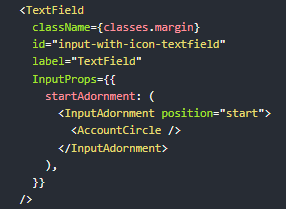 <TextField
  className={classes.margin}
  id="input-with-icon-textfield"
  label="TextField"
  InputProps={{
    startAdornment: (
      <InputAdornment position="start">
        <AccountCircle />
      </InputAdornment>
    ),
  }}
/>